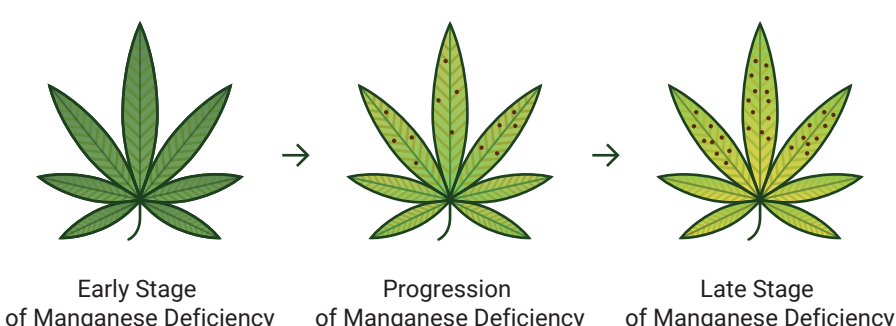 Early Stage
of Manganese Deficiency
Progression
of Manganese Deficiency
Late Stage
of Manganese Deficiency